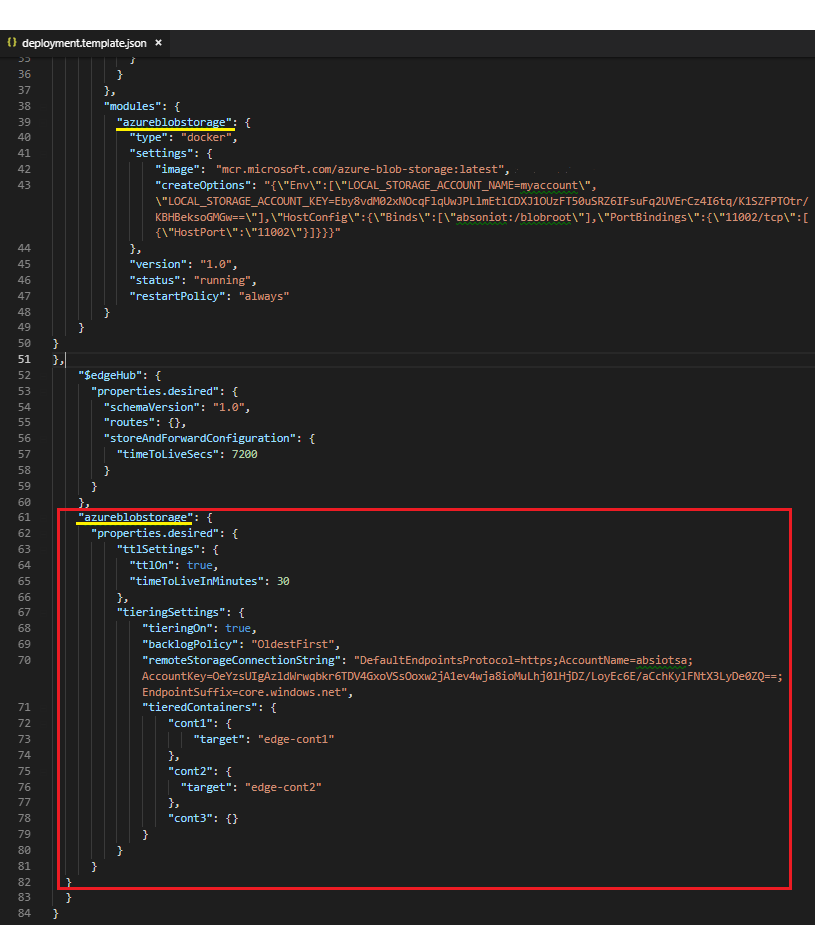 {} deployment.template.json ×
35 }
36 }
37 },
38 "modules": {
39 "azureblobstorage": {
40 "type": "docker",
41 "settings": {
42 "image": "mcr.microsoft.com/azure-blob-storage:latest",
43 "createOptions": "{\"Env\":[\"LOCAL_STORAGE_ACCOUNT_NAME=myaccount\",
\"LOCAL_STORAGE_ACCOUNT_KEY=Eby8vdM02xNOcqFlqUwJPLlmEtlCDXJ1OUzFT50uSRZ6IFsuFq2UVErCz4I6tq/K1SZFPTOtr/
KBHBeksoGMGw==\"],\"HostConfig\":{\"Binds\":[\"absoniot:/blobroot\"],\"PortBindings\":{\"11002/tcp\":[
{\"HostPort\":\"11002\"}]}}}"
44 },
45 "version": "1.0",
46 "status": "running",
47 "restartPolicy": "always"
48 }
49 }
50 }
51 },
52 "$edgeHub": {
53 "properties.desired": {
54 "schemaVersion": "1.0",
55 "routes": {},
56 "storeAndForwardConfiguration": {
57 "timeToLiveSecs": 7200
58 }
59 }
60 },
61 "azureblobstorage": {
62 "properties.desired": {
63 "ttlSettings": {
64 "ttlOn": true,
65 "timeToLiveInMinutes": 30
66 },
67 "tieringSettings": {
68 "tieringOn": true,
69 "backlogPolicy": "OldestFirst",
70 "remoteStorageConnectionString": "DefaultEndpointsProtocol=https;AccountName=absiotsa;
AccountKey=OeYzsUIgAzldWrwqbkr6TDV4GxoVSsOoxw2jA1ev4wja8ioMuLhj0lHjDZ/LoyEc6E/aCchKylFNtX3LyDe0ZQ==;
EndpointSuffix=core.windows.net",
71 "tieredContainers": {
72 "cont1": {
73 "target": "edge-cont1"
74 },
75 "cont2": {
76 "target": "edge-cont2"
77 },
78 "cont3": {}
79 }
80 }
81 }
82 }
83 }
84 }